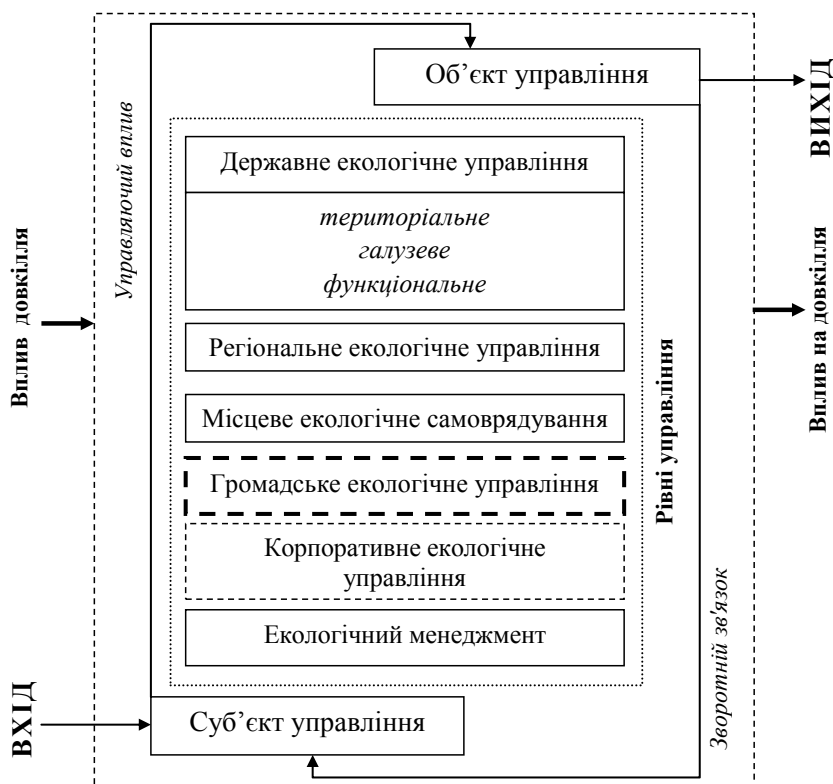 Об’єкт управління
ВИХІД
Управляючий вплив
Державне екологічне управління
територіальне
галузеве
функціональне
Вплив довкілля
Вплив на довкілля
Регіональне екологічне управління
Місцеве екологічне самоврядування
Рівні управління
Громадське екологічне управління
Корпоративне екологічне
управління
Екологічний менеджмент
Зворотній зв'язок
ВХІД
Суб’єкт управління